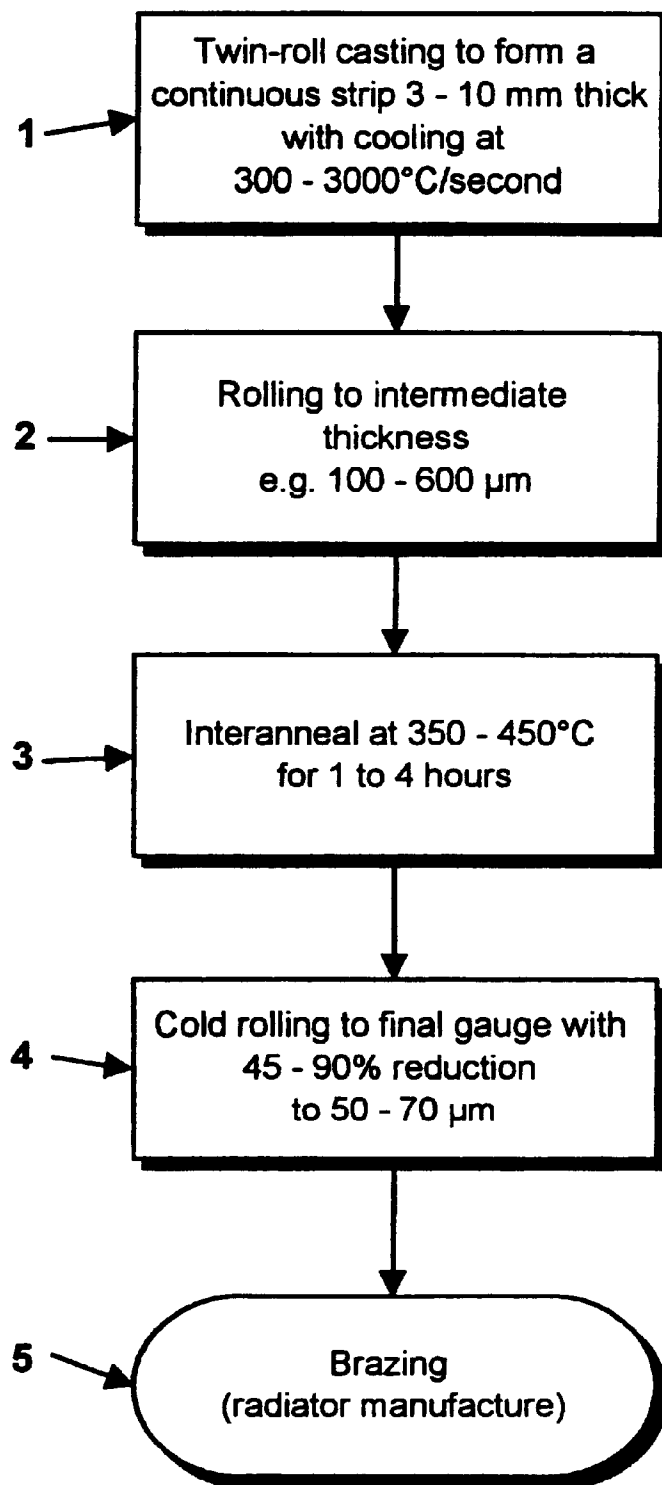 1
Twin-roll casting to form a
continuous strip 3 - 10 mm thick
with cooling at
300 - 3000°C/second
2
Rolling to intermediate
thickness
e.g. 100 - 600 µm
3
Interanneal at 350 - 450°C
for 1 to 4 hours
4
Cold rolling to final gauge with
45 - 90% reduction
to 50 - 70 µm
5
Brazing
(radiator manufacture)